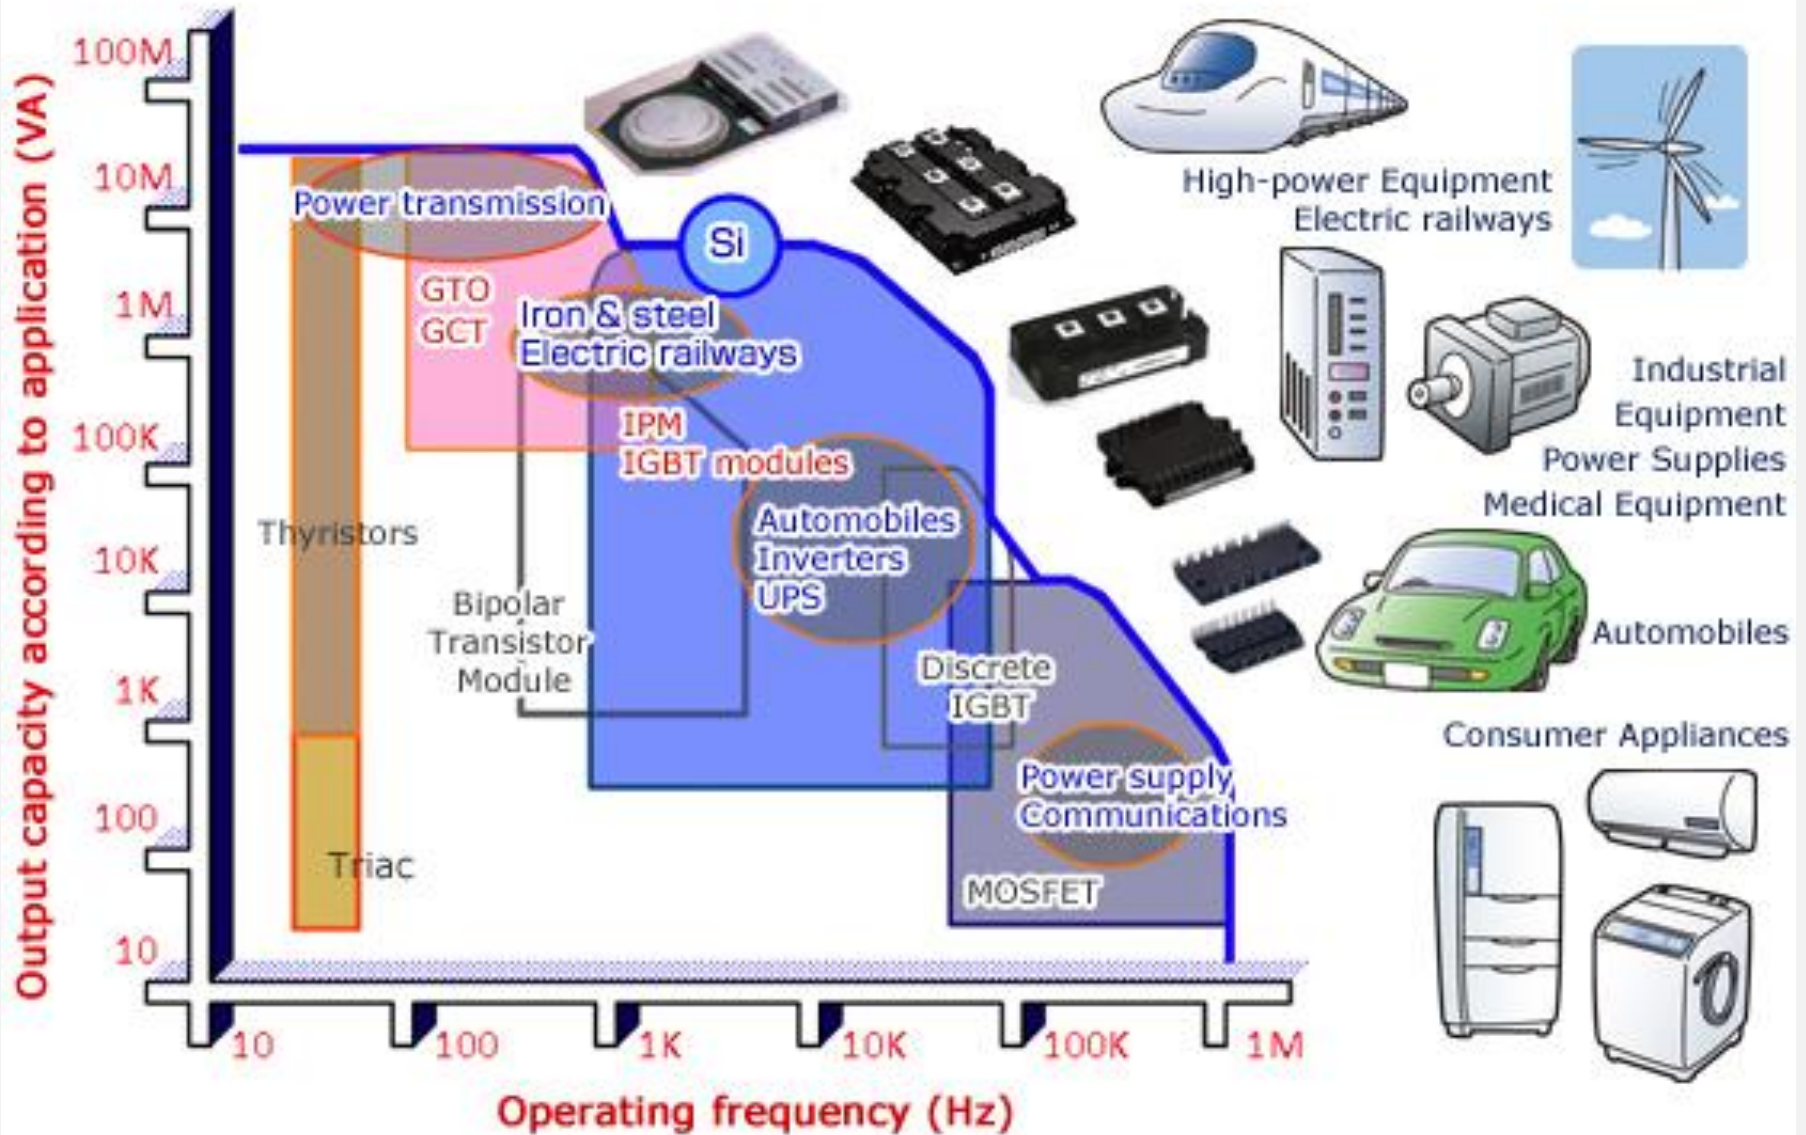 Output capacity according to application (VA)
100M
10M
1M
100K
10K
1K
100
10
Power transmission
Si
GTO
GCT
Iron & steel
Electric railways
IPM
IGBT modules
Thyristors
Automobiles
Inverters
UPS
Bipolar
Transistor
Module
Discrete
IGBT
Power supply
Communications
Triac
MOSFET
High-power Equipment
Electric railways
Industrial
Equipment
Power Supplies
Medical Equipment
Automobiles
Consumer Appliances
10
100
1K
10K
100K
1M
Operating frequency (Hz)